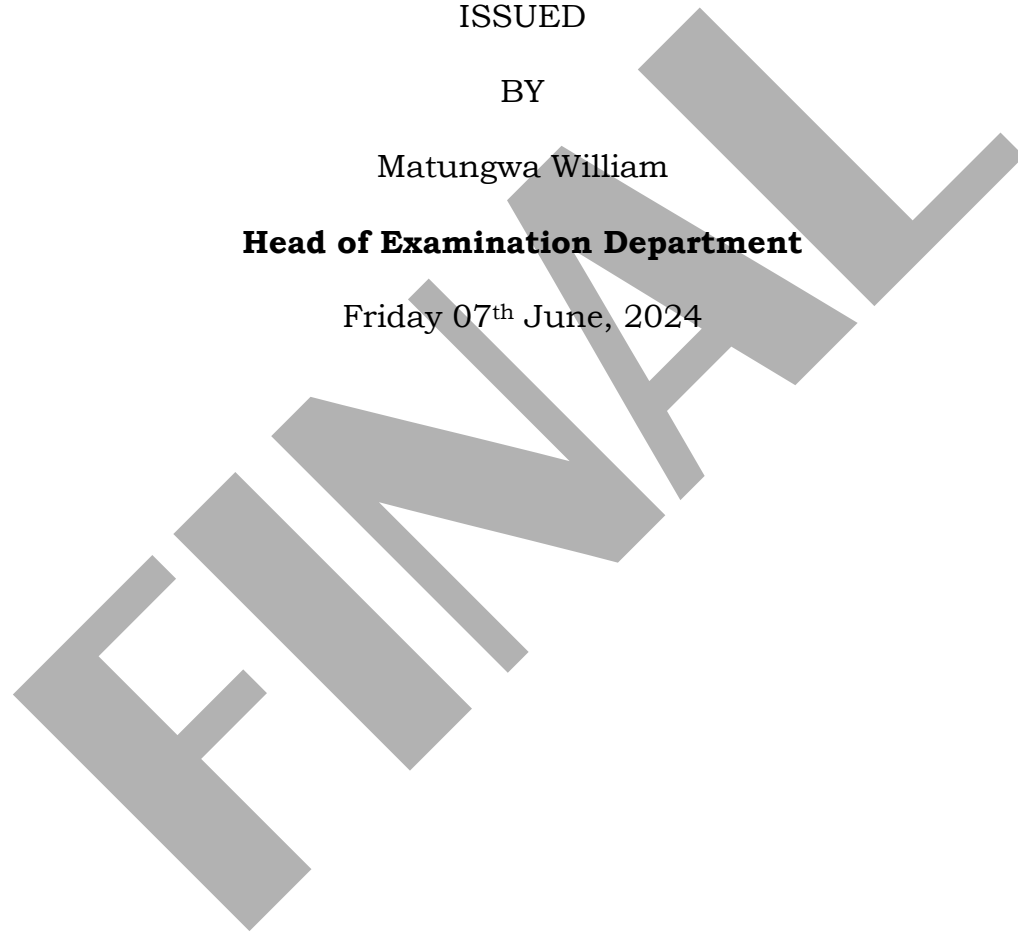 ISSUED
BY
Matungwa William
Head of Examination Department
Friday 07th June, 2024
FINAL